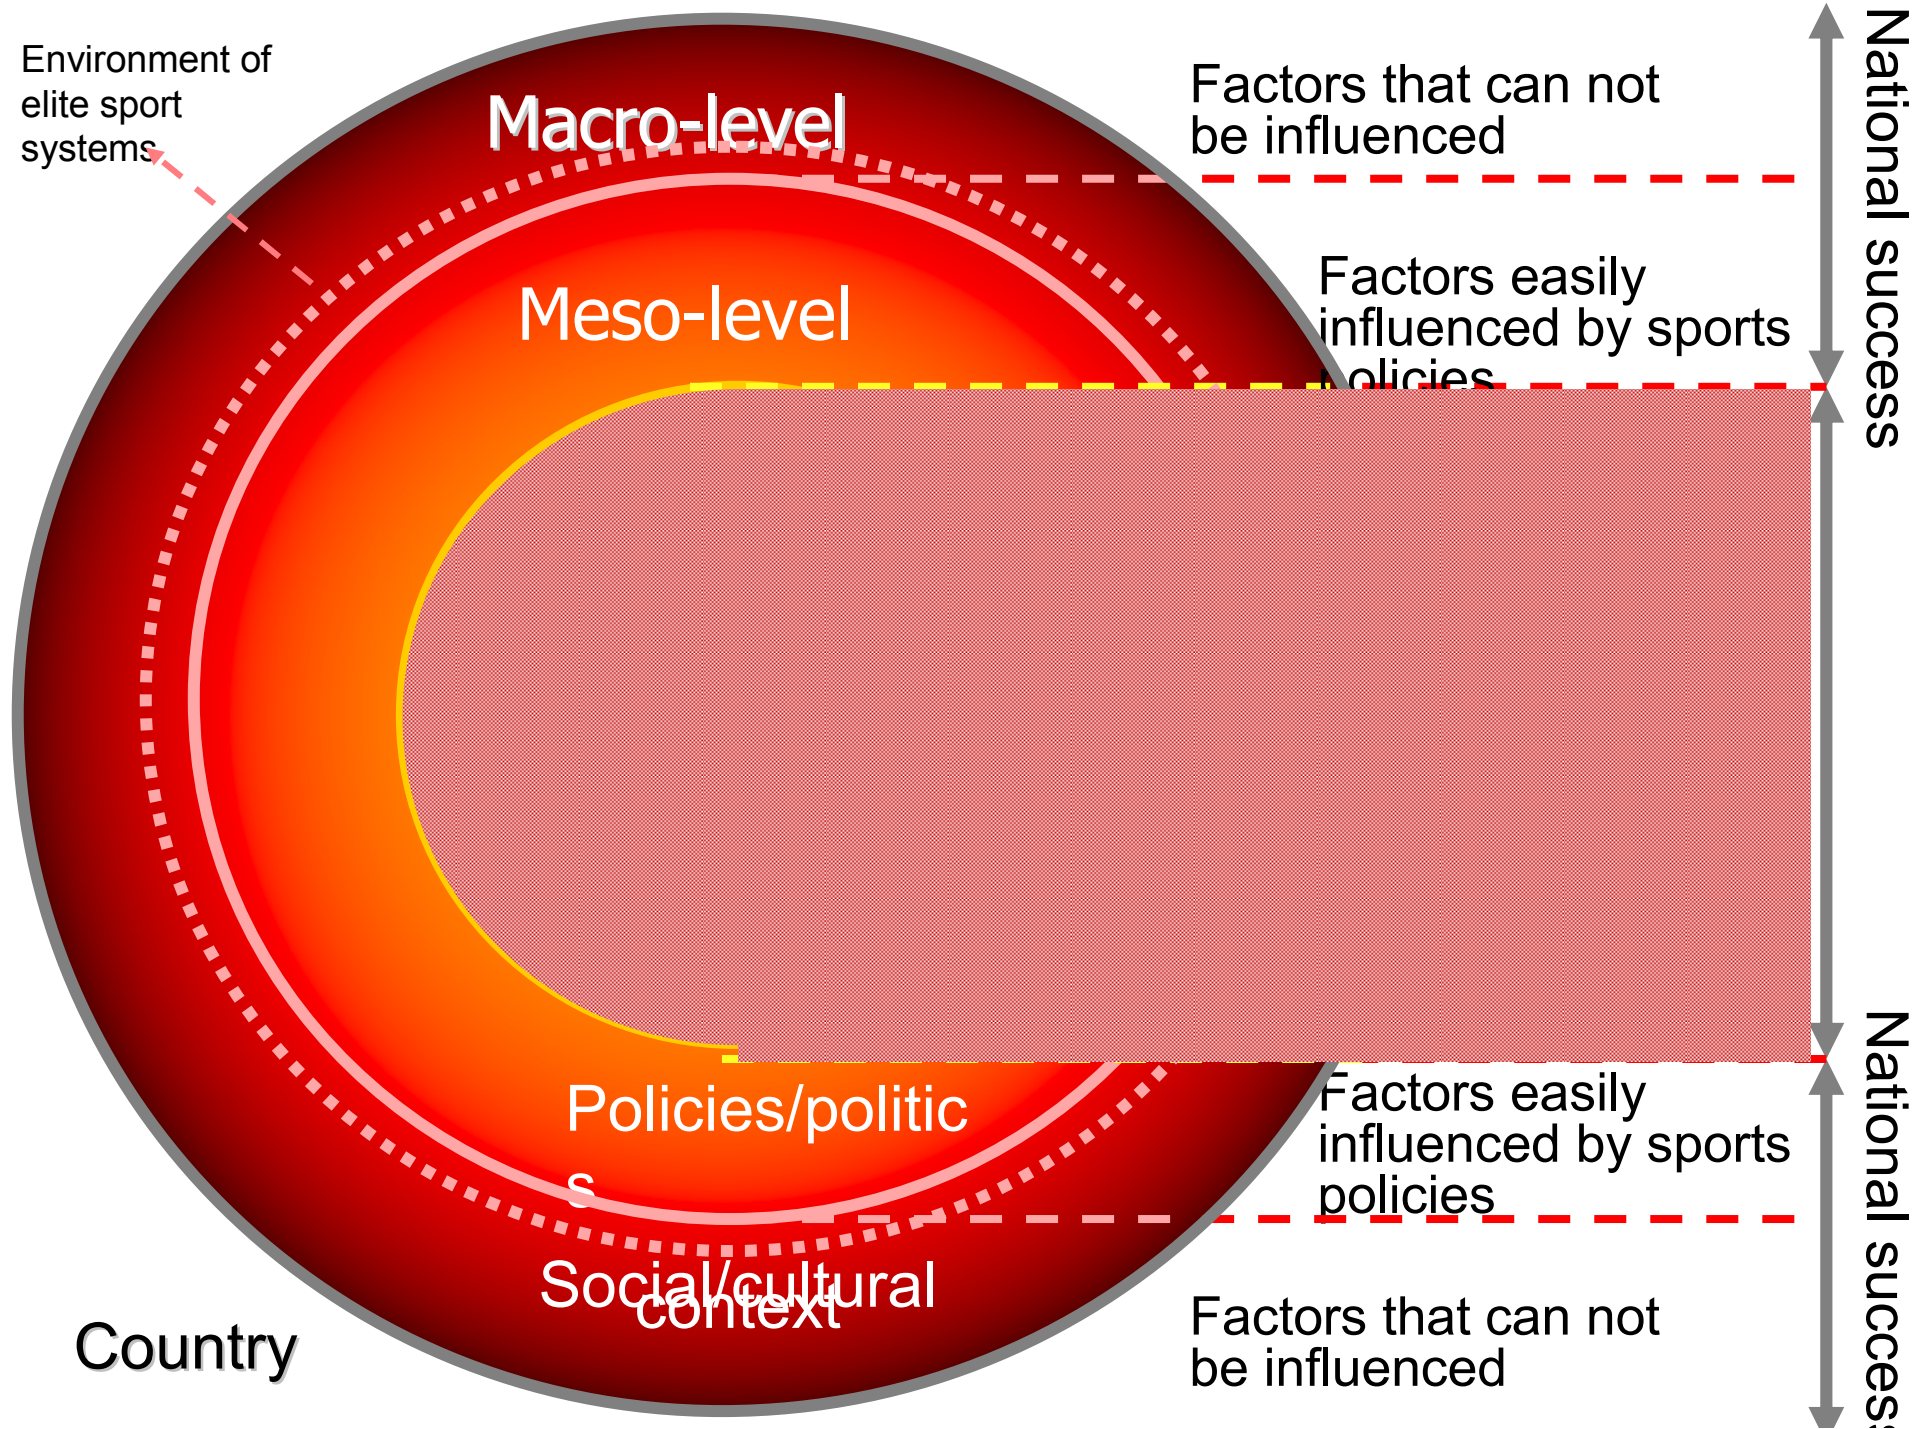 Environment of
elite sport
systems
Macro-level
Factors that can not
be influenced
National success
Meso-level
Factors easily
influenced by sports
policies
Policies/politic
s
Factors easily
influenced by sports
policies
National success
Social/cultural
context
Country
Factors that can not
be influenced